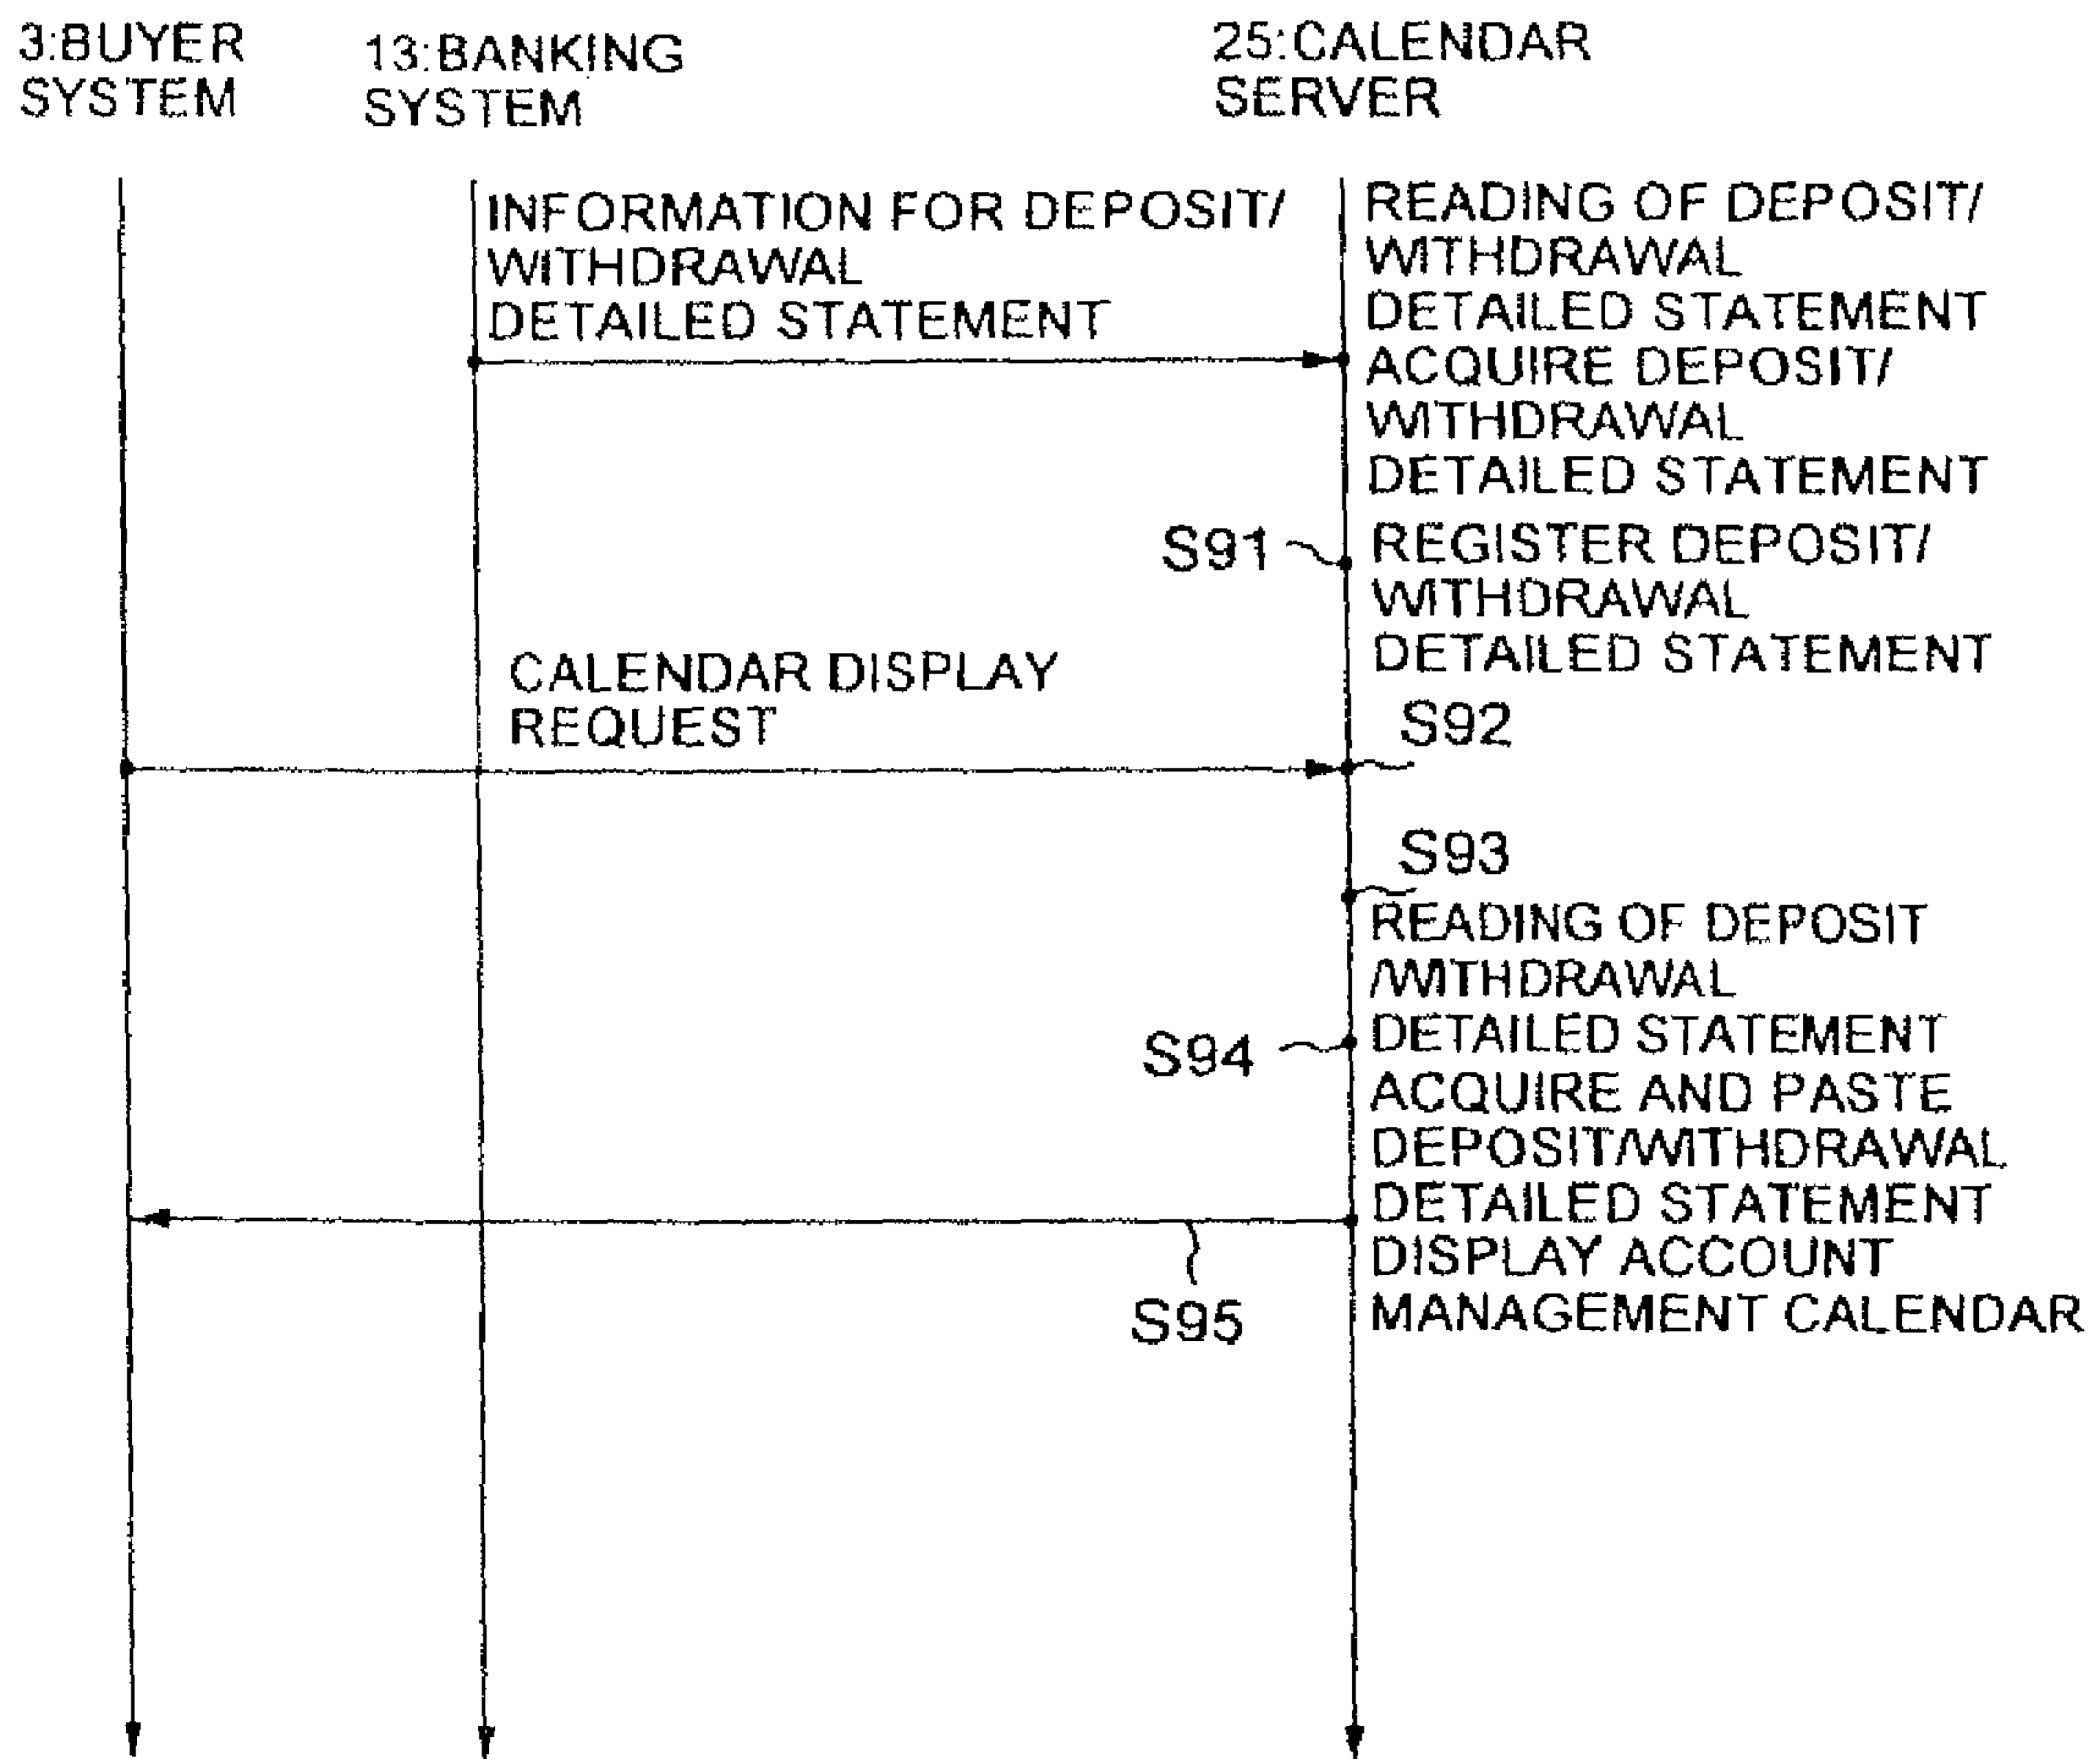 3:BUYER
SYSTEM
13:BANKING
SYSTEM
25:CALENDAR
SERVER
INFORMATION FOR DEPOSIT/
WITHDRAWAL
DETAILED STATEMENT
READING OF DEPOSIT/
WITHDRAWAL
DETAILED STATEMENT
ACQUIRE DEPOSIT/
WITHDRAWAL
DETAILED STATEMENT
S91
REGISTER DEPOSIT/
WITHDRAWAL
DETAILED STATEMENT
CALENDAR DISPLAY
REQUEST
S92
S93
READING OF DEPOSIT
/WITHDRAWAL
DETAILED STATEMENT
S94
ACQUIRE AND PASTE
DEPOSIT/WITHDRAWAL
DETAILED STATEMENT
DISPLAY ACCOUNT
MANAGEMENT CALENDAR
S95